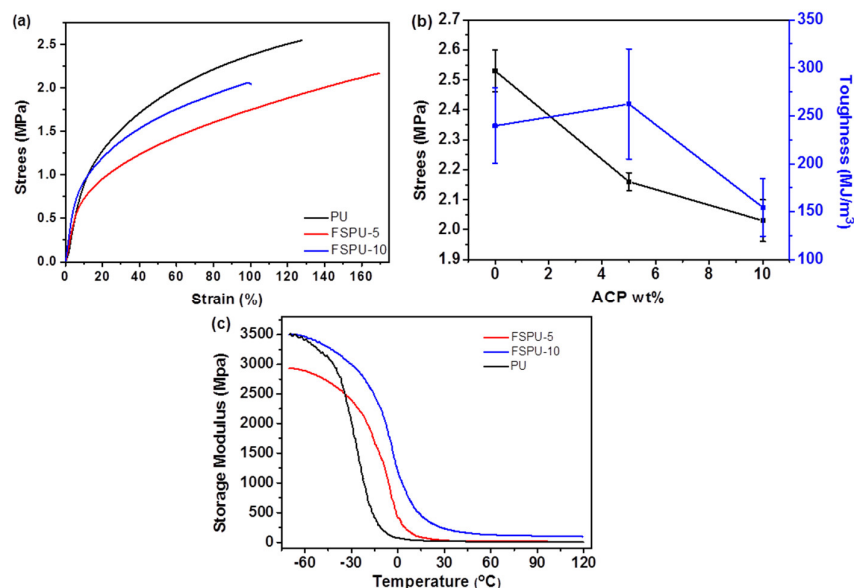 (a)
2.5
2.0
1.5
1.0
0.5
0.0
Strees (MPa)
0 20 40 60 80 100 120 140 160
Strain (%)
PU
FSPU-5
FSPU-10
(b)
2.7
2.6
2.5
2.4
2.3
2.2
2.1
2.0
1.9
Strees (MPa)
0 2 4 6 8 10
ACP wt%
350
300
250
200
150
100
Toughness (MJ/m³)
(c)
3500
3000
2500
2000
1500
1000
500
0
Storage Modulus (Mpa)
-60 -30 0 30 60 90 120
Temperature (°C)
FSPU-5
FSPU-10
PU